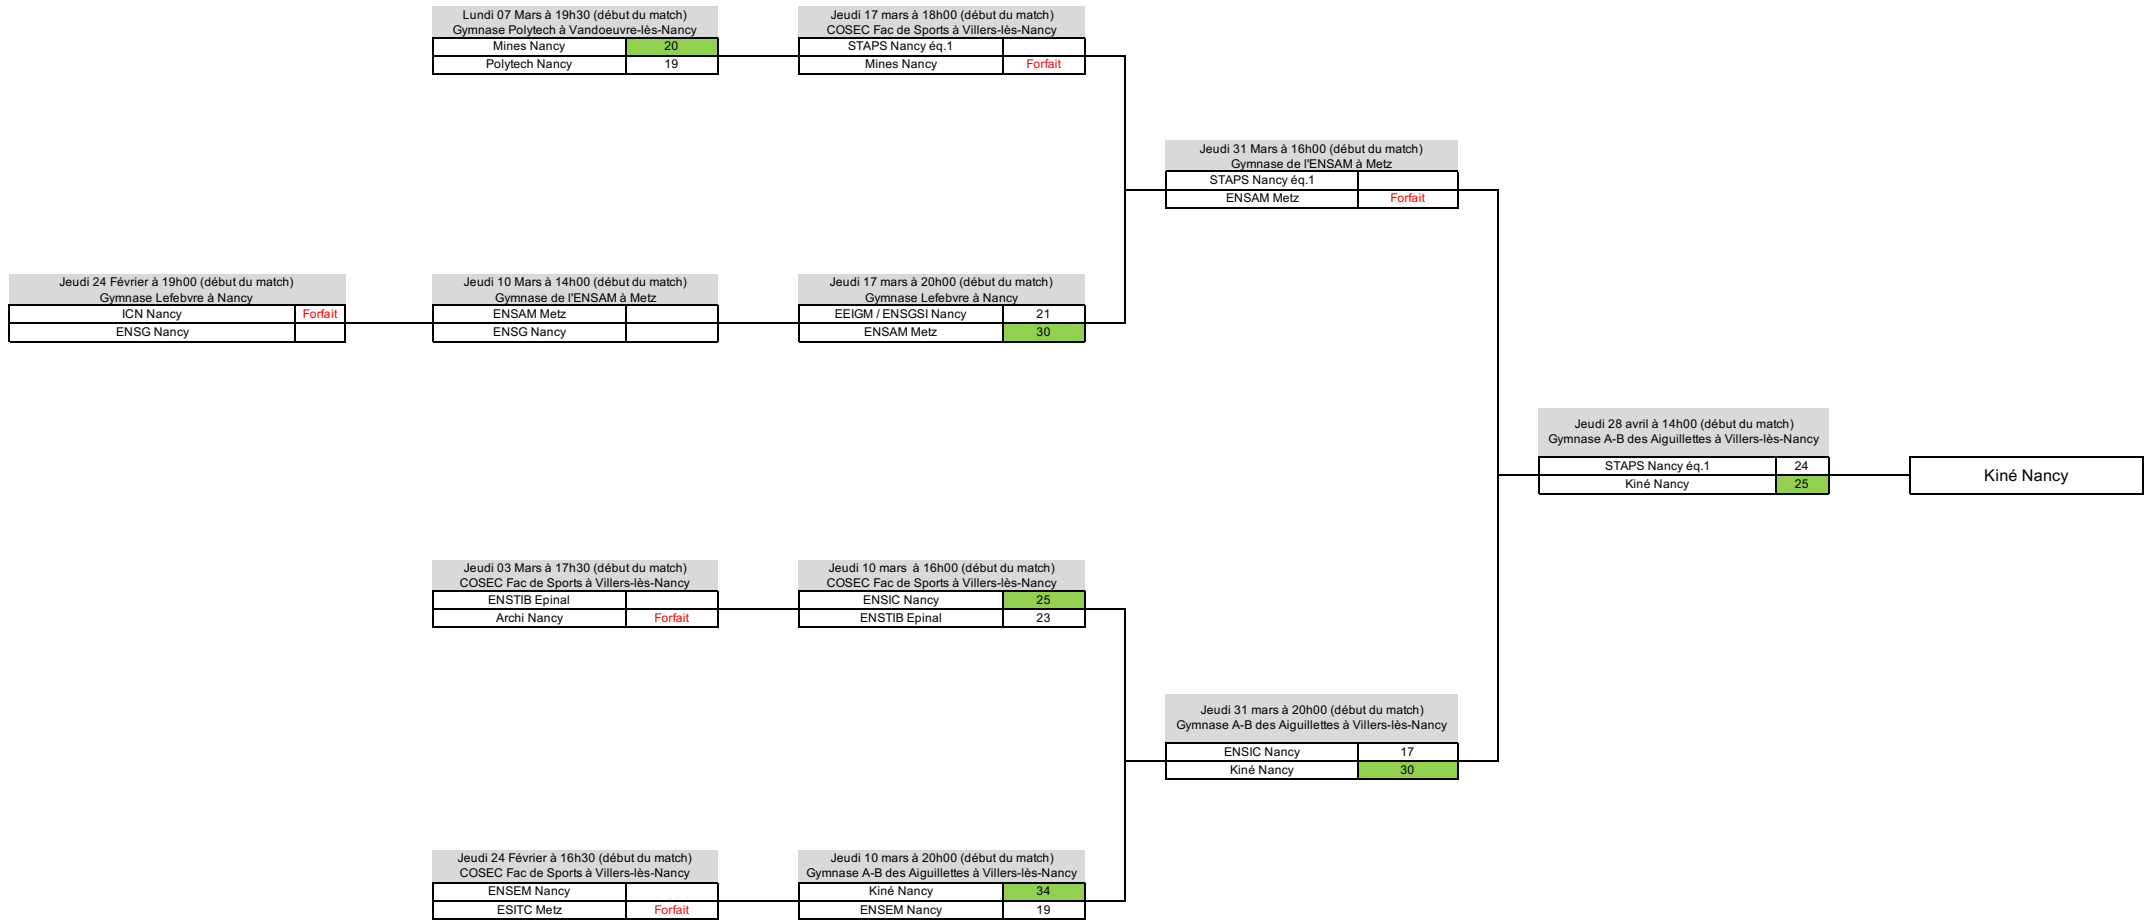 Lundi 07 Mars à 19h30 (début du match)
Gymnase Polytech à Vandoeuvre-lès-Nancy
Mines Nancy 20
Polytech Nancy 19
Jeudi 17 mars à 18h00 (début du match)
COSEC Fac de Sports à Villers-lès-Nancy
STAPS Nancy éq.1
Mines Nancy Forfait
Jeudi 31 Mars à 16h00 (début du match)
Gymnase de l'ENSAM à Metz
STAPS Nancy éq.1
ENSAM Metz Forfait
Jeudi 24 Février à 19h00 (début du match)
Gymnase Lefebvre à Nancy
ICN Nancy Forfait
ENSG Nancy
Jeudi 10 Mars à 14h00 (début du match)
Gymnase de l'ENSAM à Metz
ENSAM Metz
ENSG Nancy
Jeudi 17 mars à 20h00 (début du match)
Gymnase Lefebvre à Nancy
EEIGM / ENSGSI Nancy 21
ENSAM Metz 30
Jeudi 28 avril à 14h00 (début du match)
Gymnase A-B des Aiguillettes à Villers-lès-Nancy
STAPS Nancy éq.1 24
Kiné Nancy 25
Kiné Nancy
Jeudi 03 Mars à 17h30 (début du match)
COSEC Fac de Sports à Villers-lès-Nancy
ENSTIB Epinal
Archi Nancy Forfait
Jeudi 10 mars à 16h00 (début du match)
COSEC Fac de Sports à Villers-lès-Nancy
ENSIC Nancy 25
ENSTIB Epinal 23
Jeudi 31 mars à 20h00 (début du match)
Gymnase A-B des Aiguillettes à Villers-lès-Nancy
ENSIC Nancy 17
Kiné Nancy 30
Jeudi 24 Février à 16h30 (début du match)
COSEC Fac de Sports à Villers-lès-Nancy
ENSEM Nancy
ESITC Metz Forfait
Jeudi 10 mars à 20h00 (début du match)
Gymnase A-B des Aiguillettes à Villers-lès-Nancy
Kiné Nancy 34
ENSEM Nancy 19